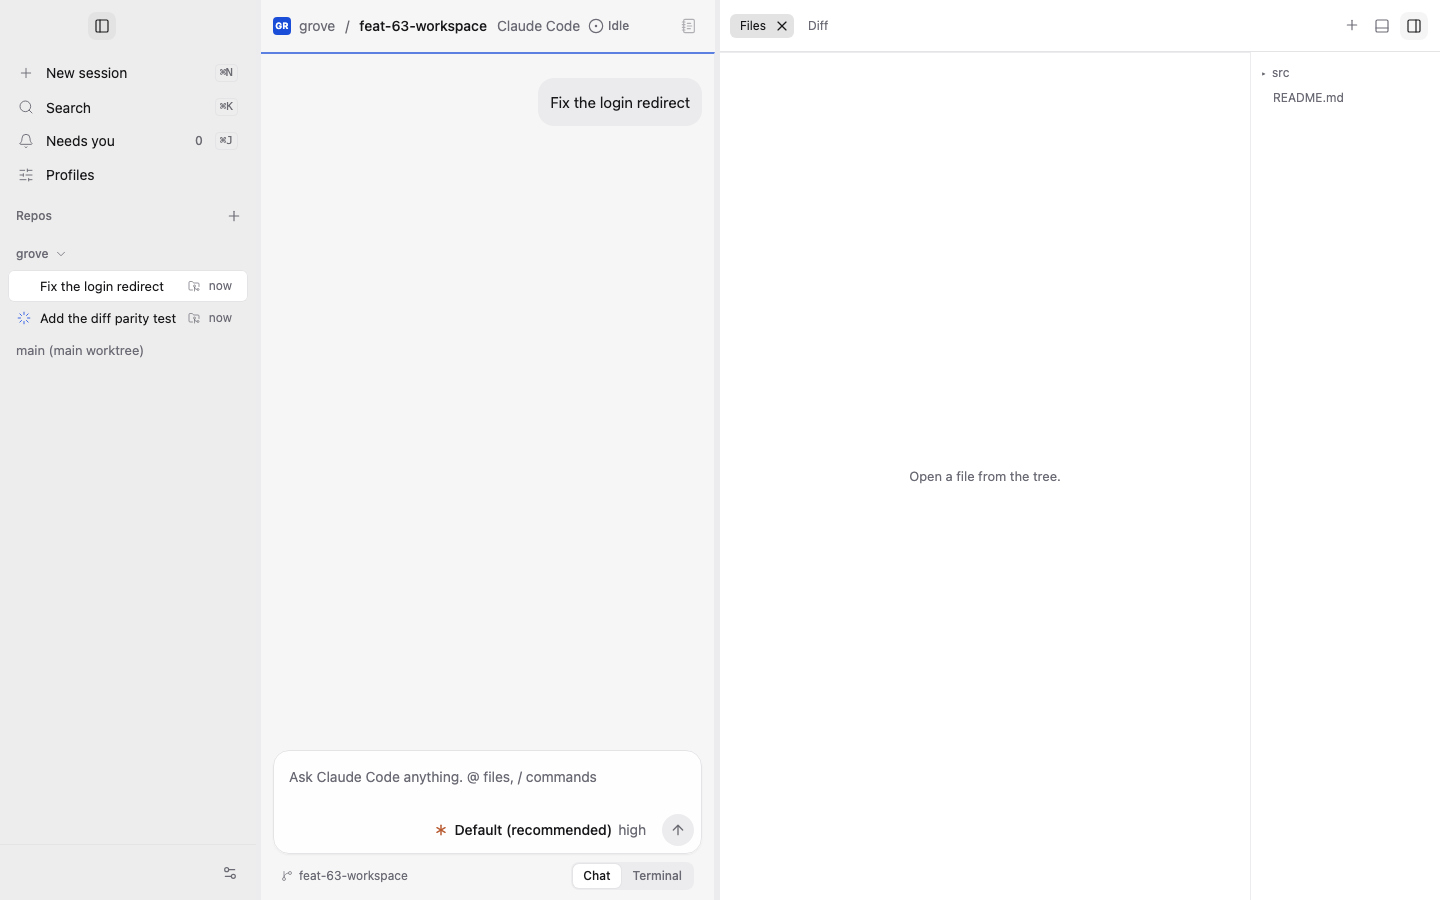 New session ⌘N
Search ⌘K
Needs you 0 ⌘J
Profiles
Repos
grove
Fix the login redirect now
Add the diff parity test now
main (main worktree)
GR grove / feat-63-workspace Claude Code Idle
Fix the login redirect
Ask Claude Code anything. @ files, / commands
Default (recommended) high
feat-63-workspace
Chat Terminal
Files Diff
Open a file from the tree.
src
README.md